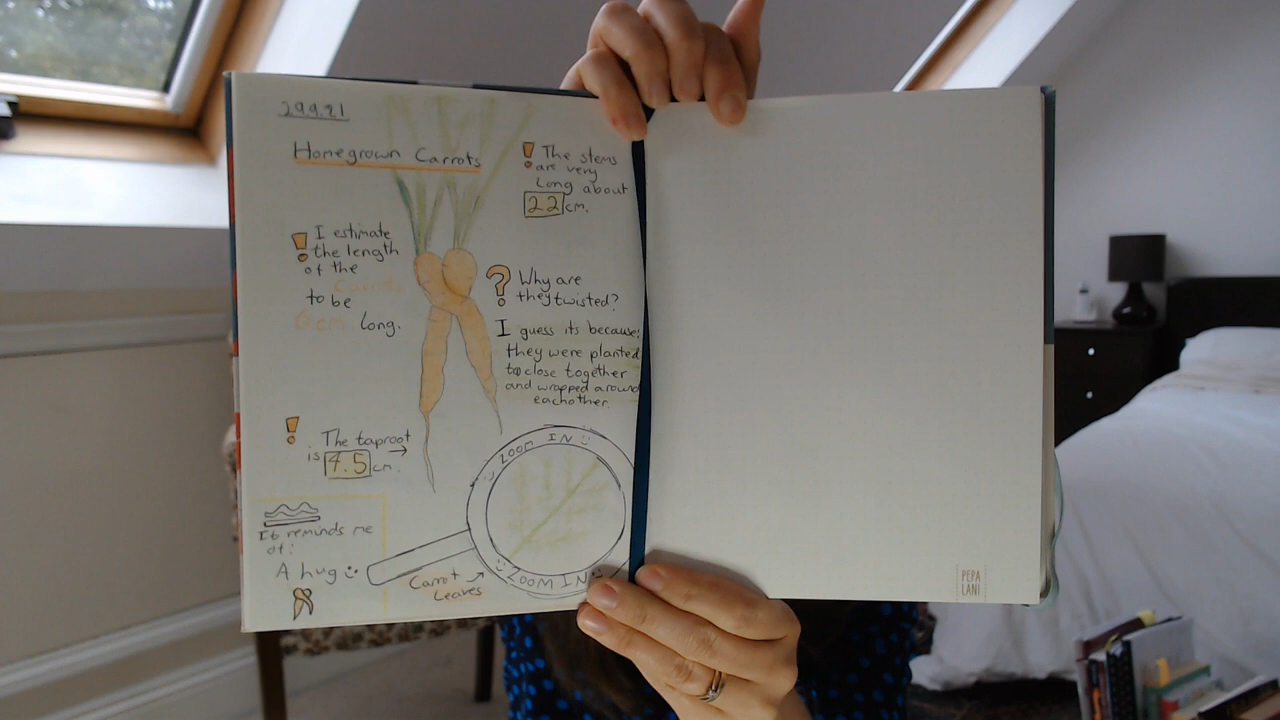 29.9.21
Homegrown Carrots
! The stems
are very
long about
22 cm.
! I estimate
the length
of the
to be
long.
? Why are
they twisted?
I guess its because:
they were planted
to close together
and wrapped around
eachother.
! The taproot →
is 4.5 cm.
It reminds me
of:
A hug
ZOOM IN
ZOOM IN
Carrot
Leaves
PEPA
LANI